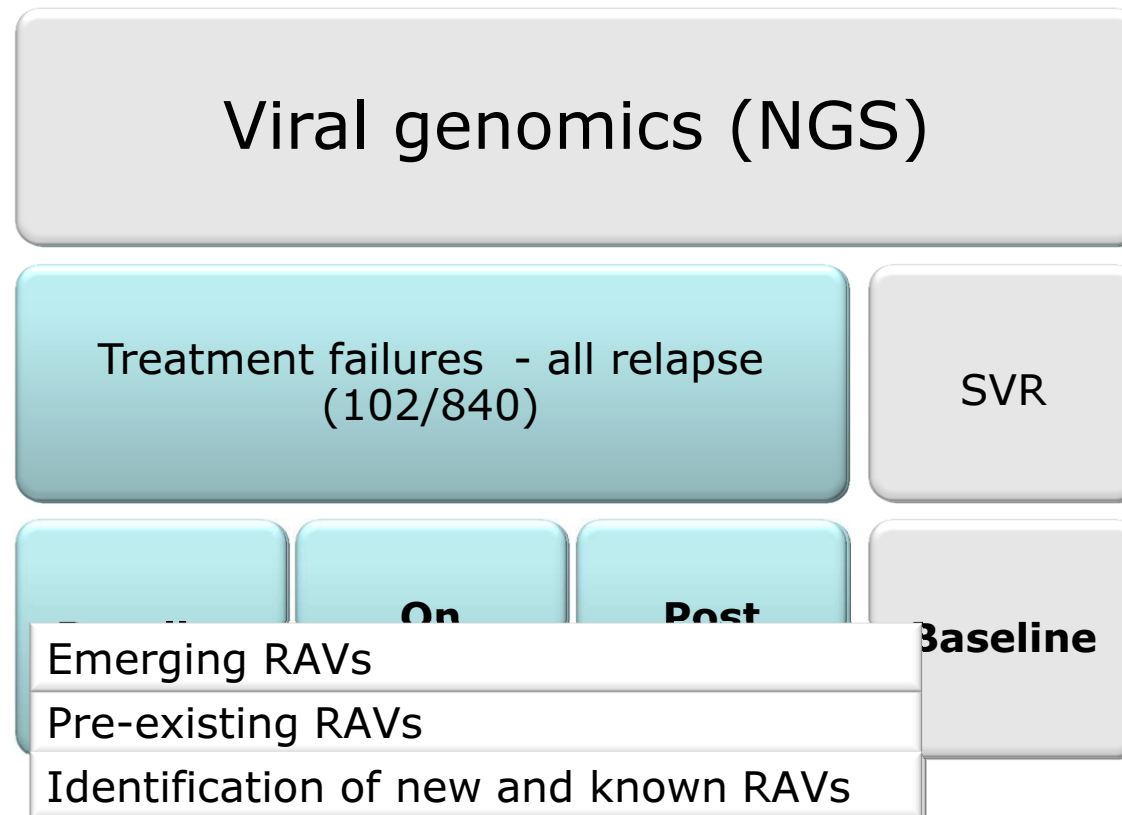 Viral genomics (NGS)
Treatment failures - all relapse
(102/840)
SVR
On
Post
Baseline
Emerging RAVs
Pre-existing RAVs
Identification of new and known RAVs